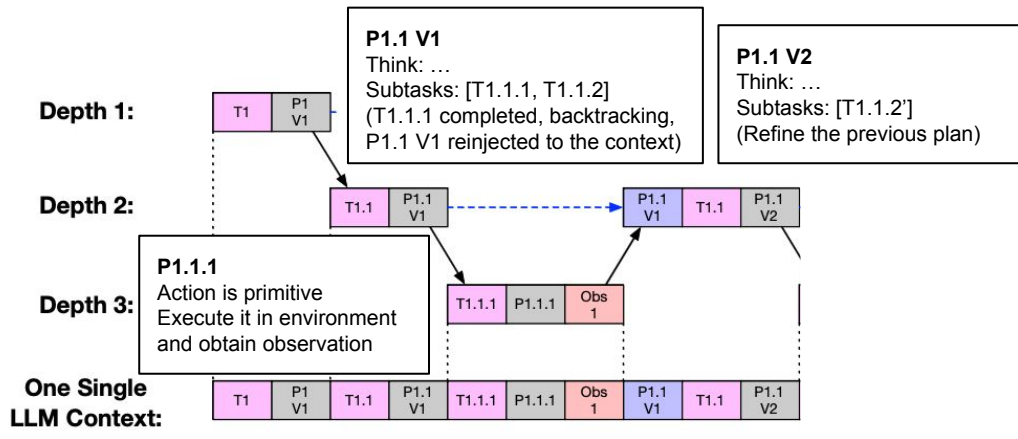 P1.1 V1
Think: …
Subtasks: [T1.1.1, T1.1.2]
(T1.1.1 completed, backtracking,
P1.1 V1 reinjected to the context)
P1.1 V2
Think: …
Subtasks: [T1.1.2’]
(Refine the previous plan)
Depth 1:
T1
P1
V1
Depth 2:
T1.1
P1.1
V1
P1.1
V1
T1.1
P1.1
V2
P1.1.1
Action is primitive
Execute it in environment
and obtain observation
Depth 3:
T1.1.1
P1.1.1
Obs
1
One Single
LLM Context:
T1
P1
V1
T1.1
P1.1
V1
T1.1.1
P1.1.1
Obs
1
P1.1
V1
T1.1
P1.1
V2